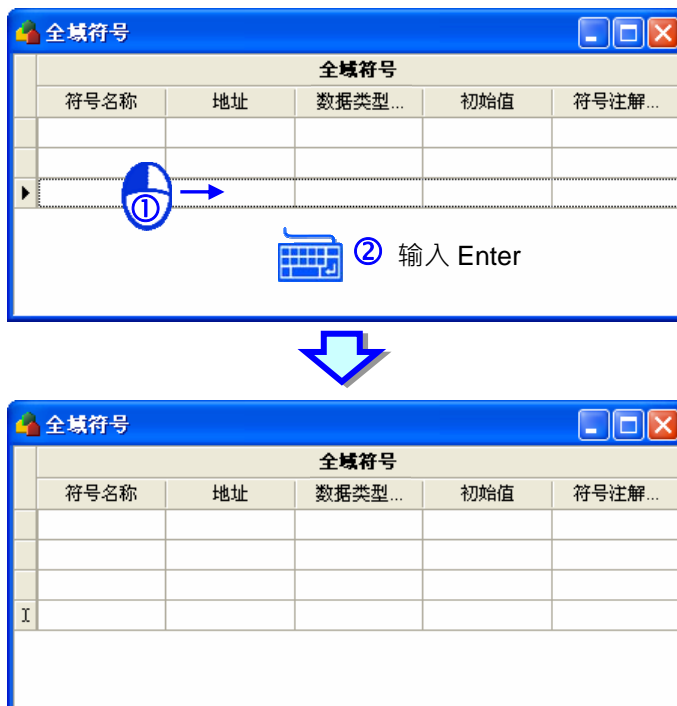 全域符号
全域符号
符号名称 地址 数据类型... 初始值 符号注解...
①
② 输入 Enter
全域符号
全域符号
符号名称 地址 数据类型... 初始值 符号注解...